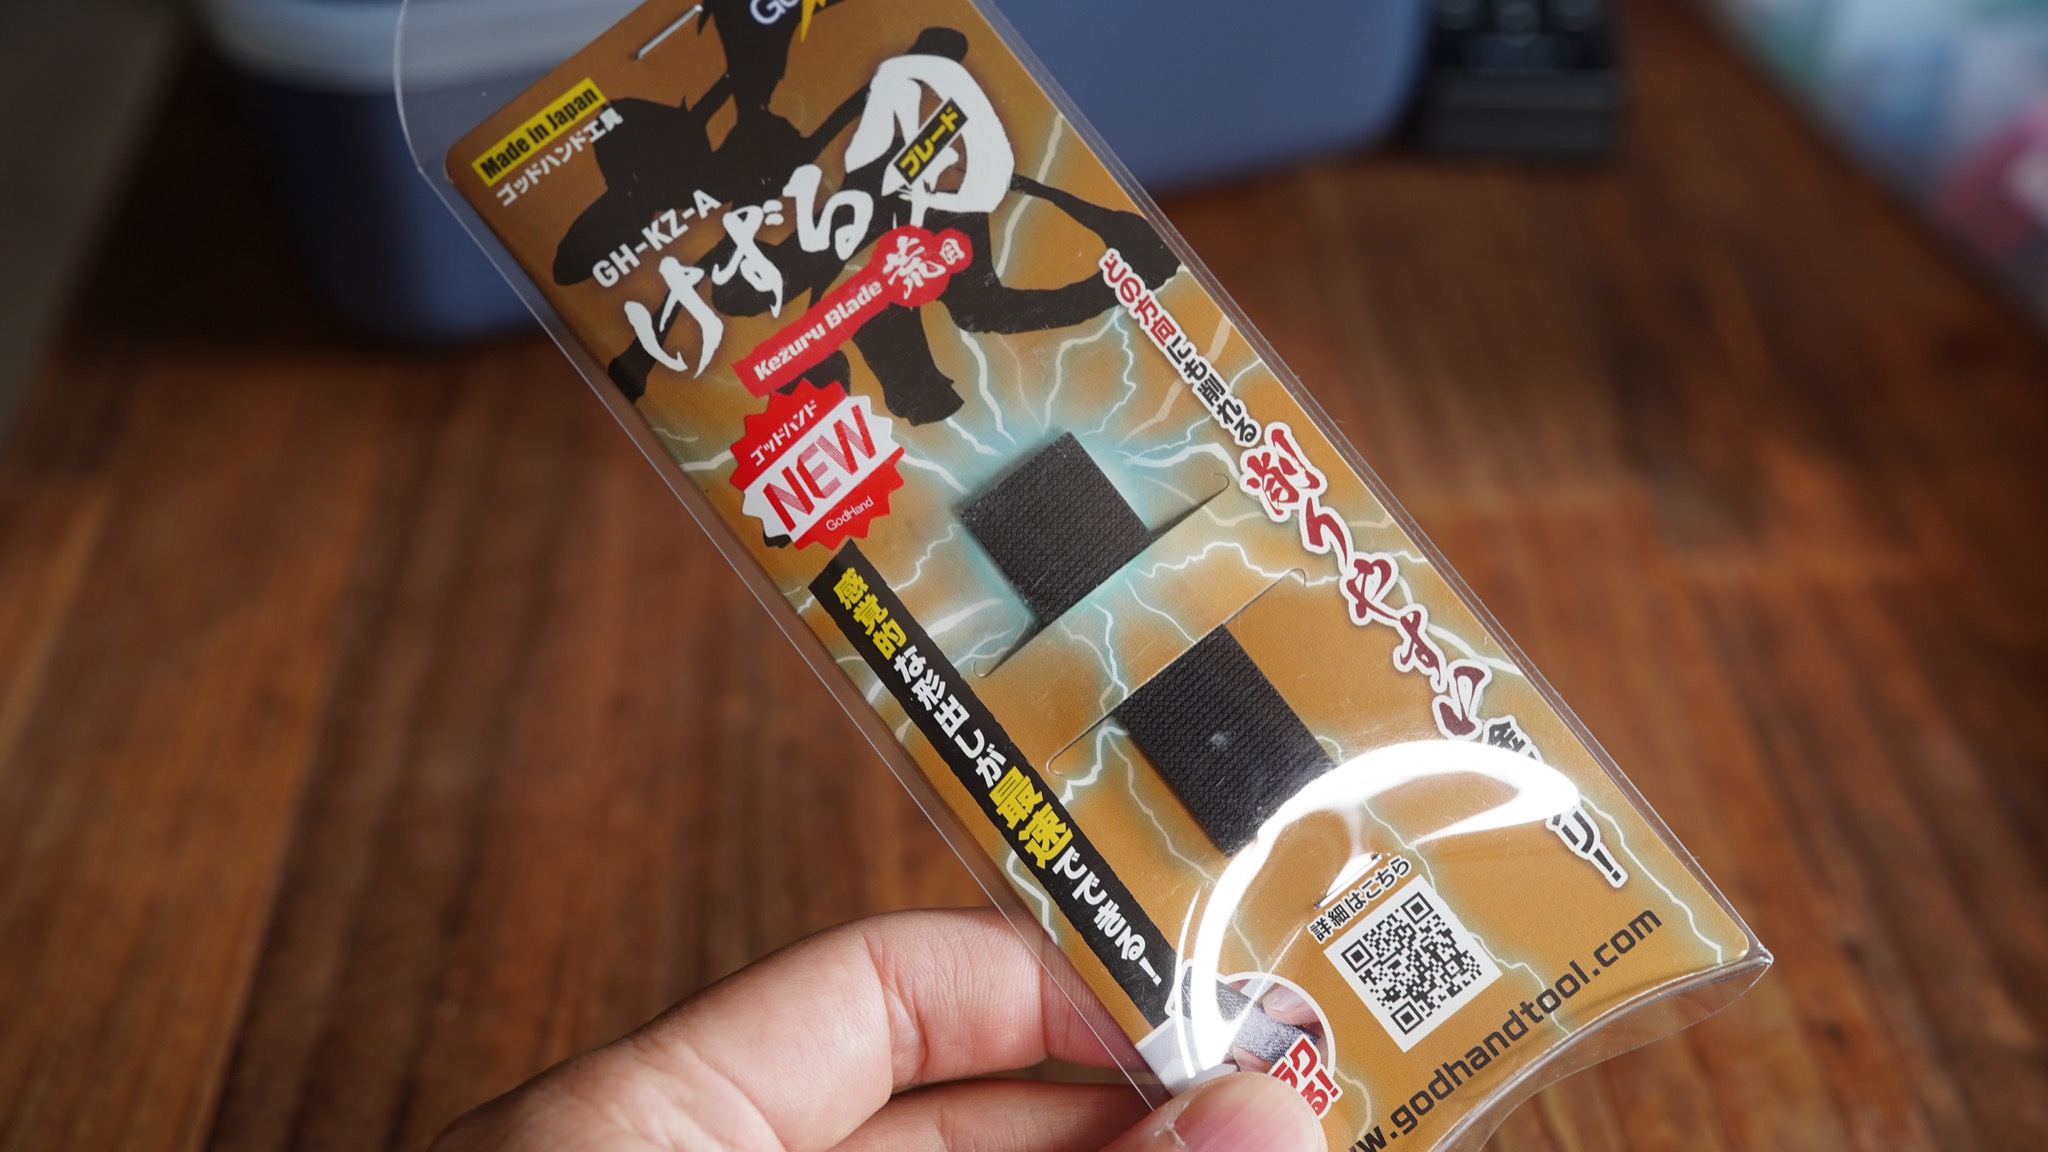 Made in Japan
ゴッドハンド工具
GH-KZ-A
けずる刃
ブレード
Kezuru Blade 荒目
ゴッドハンド
NEW
GodHand
どの方向にも削れる
削りやすい
感覚的な形出しが最速でできる!
詳細はこちら
w.godhandtool.com